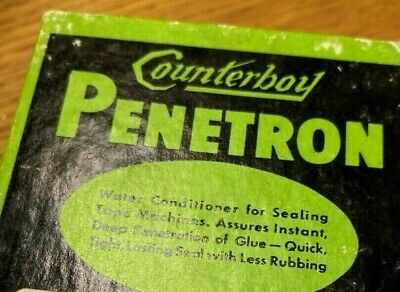 Counterboy
PENETRON
Water Conditioner for Sealing
Tape Machines. Assures Instant,
Deep Penetration of Glue—Quick,
Tight Lasting Seal with Less Rubbing